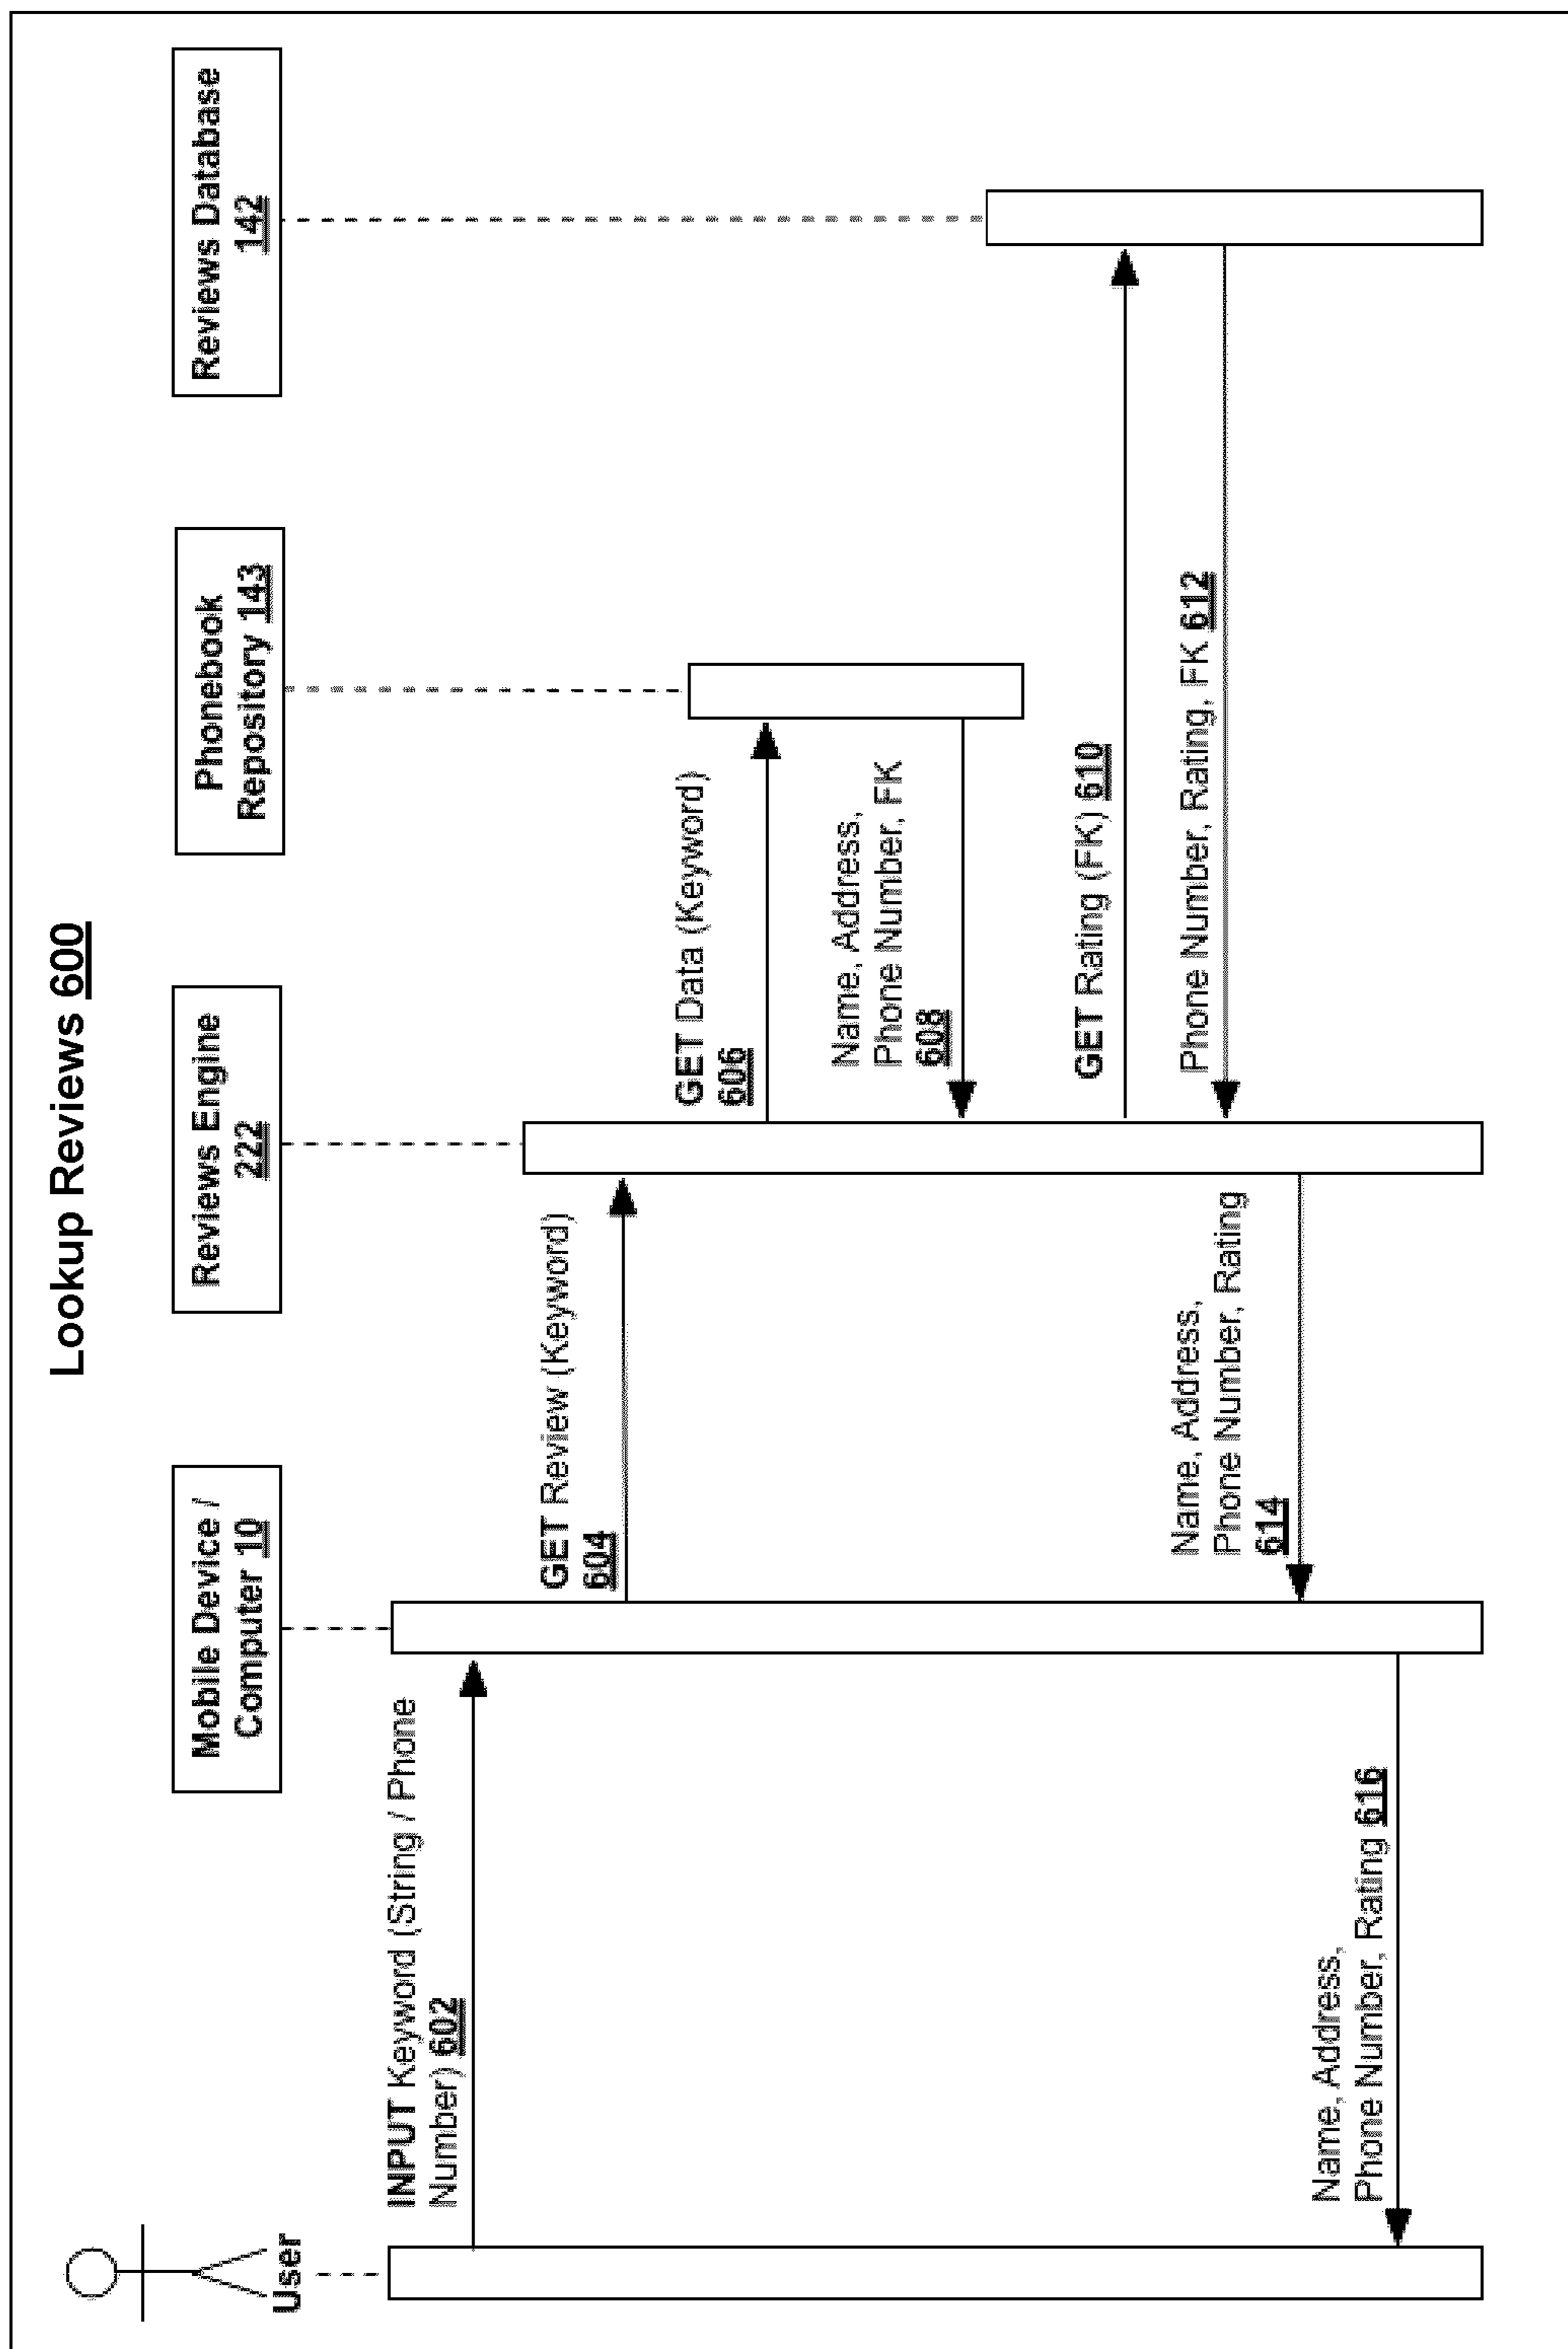 Lookup Reviews 600
User
Mobile Device /
Computer 10
Reviews Engine
222
Phonebook
Repository 143
Reviews Database
142
INPUT Keyword (String / Phone
Number) 602
GET Review (Keyword)
604
GET Data (Keyword)
606
Name, Address,
Phone Number, FK
608
GET Rating (FK) 610
Phone Number, Rating, FK 612
Name, Address,
Phone Number, Rating
614
Name, Address,
Phone Number, Rating 616